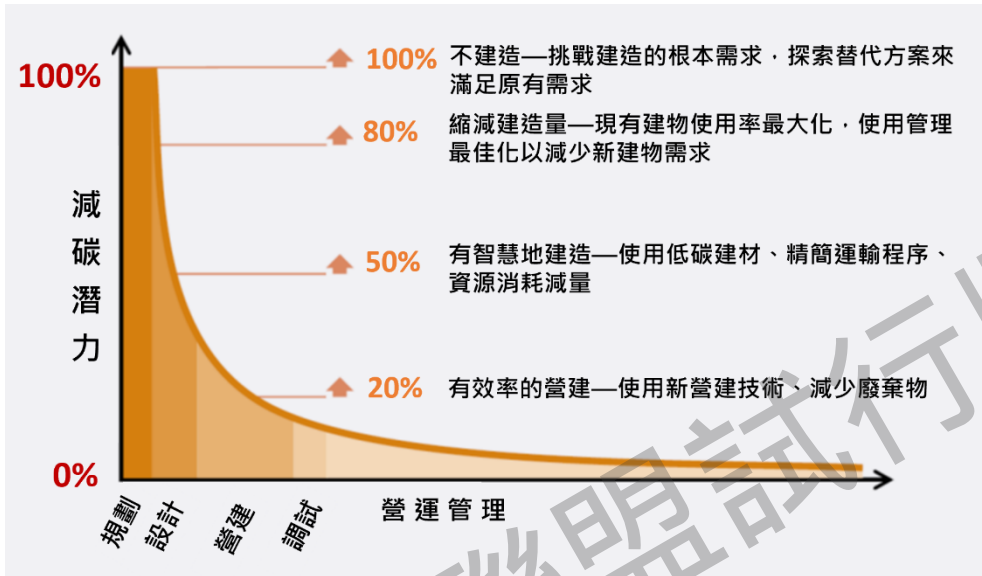 100%
減碳潛力
0%
100% 不建造—挑戰建造的根本需求，探索替代方案來
滿足原有需求
80% 縮減建造量—現有建物使用率最大化，使用管理
最佳化以減少新建物需求
50% 有智慧地建造—使用低碳建材、精簡運輸程序、
資源消耗減量
20% 有效率的營建—使用新營建技術、減少廢棄物
規劃
設計
營建
調試
營運管理
聯盟試行